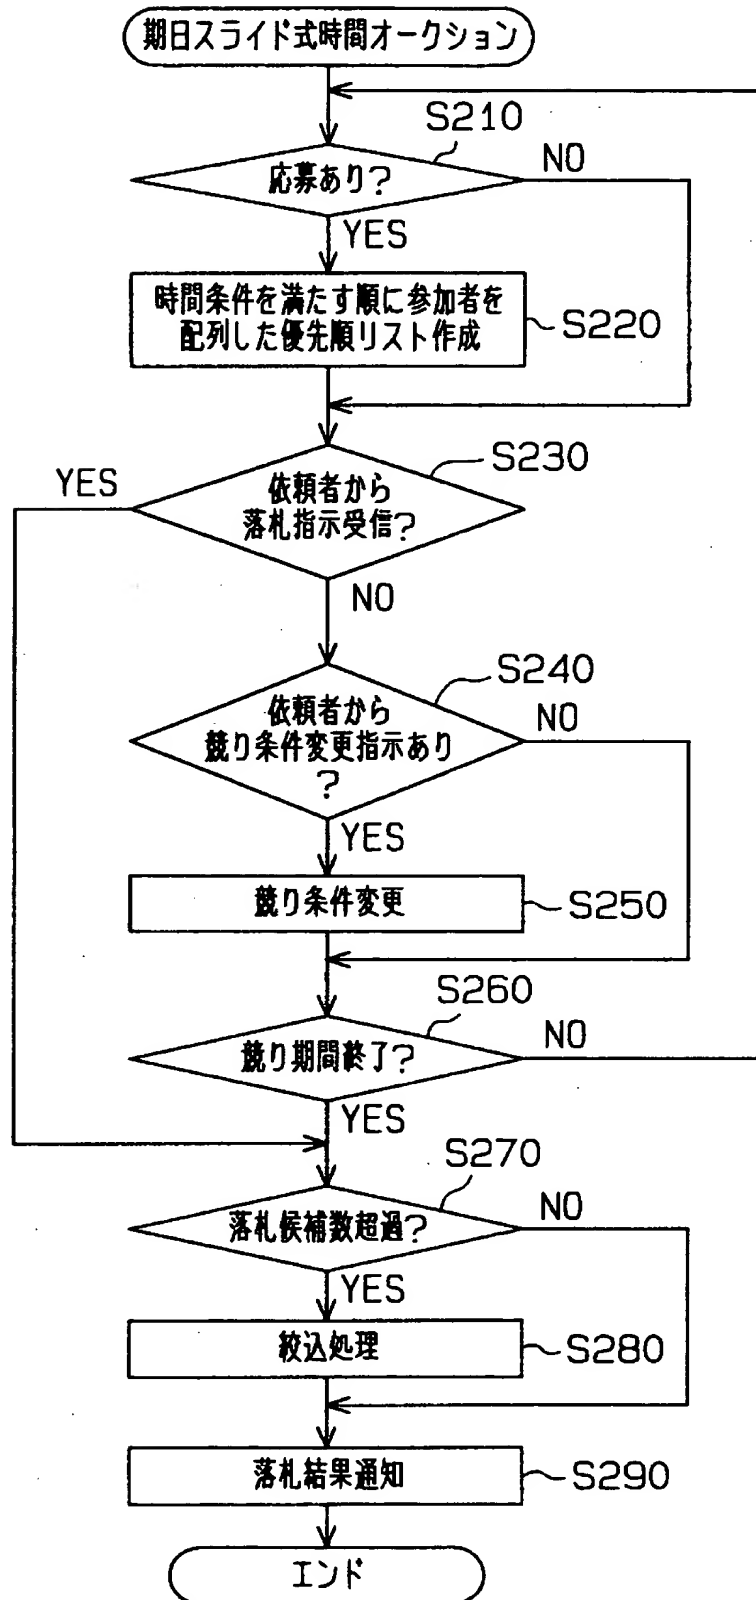 期日スライド式時間オークション
S210
応募あり?
NO
YES
時間条件を満たす順に参加者を
配列した優先順リスト作成
S220
S230
YES
依頼者から
落札指示受信?
NO
S240
依頼者から
競り条件変更指示あり
?
NO
YES
競り条件変更
S250
S260
競り期間終了?
NO
YES
S270
落札候補数超過?
NO
YES
絞込処理
S280
落札結果通知
S290
エンド